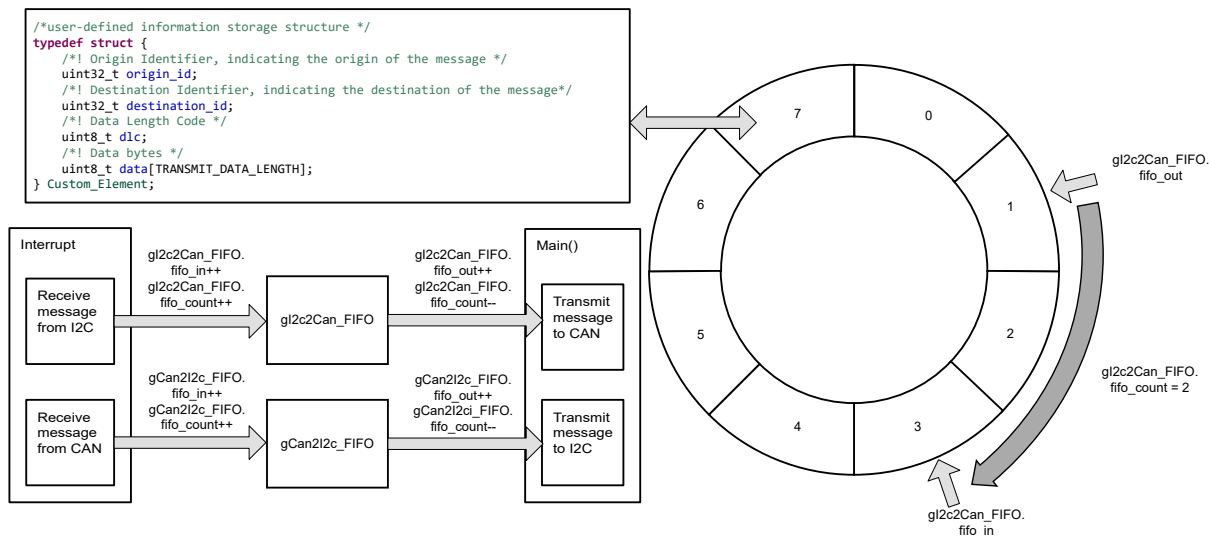 /*user-defined information storage structure */
typedef struct {
/*! Origin Identifier, indicating the origin of the message */
uint32_t origin_id;
/*! Destination Identifier, indicating the destination of the message*/
uint32_t destination_id;
/*! Data Length Code */
uint8_t dlc;
/*! Data bytes */
uint8_t data[TRANSMIT_DATA_LENGTH];
} Custom_Element;
Interrupt
Receive
message
from I2C
gI2c2Can_FIFO.
fifo_in++
gI2c2Can_FIFO.
fifo_count++
gI2c2Can_FIFO
gI2c2Can_FIFO.
fifo_out++
gI2c2Can_FIFO.
fifo_count--
Main()
Transmit
message
to CAN
Receive
message
from CAN
gCan2I2c_FIFO.
fifo_in++
gCan2I2c_FIFO.
fifo_count++
gCan2I2c_FIFO
gCan2I2c_FIFO.
fifo_out++
gCan2I2ci_FIFO.
fifo_count--
Transmit
message
to I2C
7
0
6
1
5
2
4
3
gI2c2Can_FIFO.
fifo_out
gI2c2Can_FIFO.
fifo_count = 2
gI2c2Can_FIFO.
fifo_in